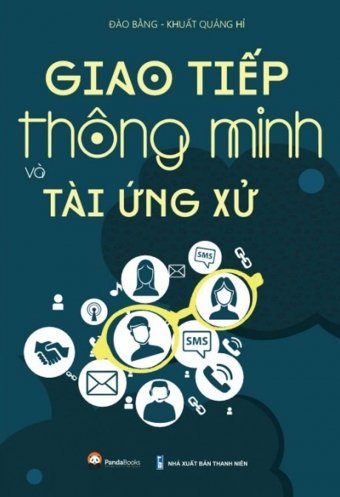 ĐÀO BẰNG - KHUẤT QUẢNG HỈ
GIAO TIẾP
thông minh
và
TÀI ỨNG XỬ
SMS
SMS
PandaBooks
NHÀ XUẤT BẢN THANH NIÊN